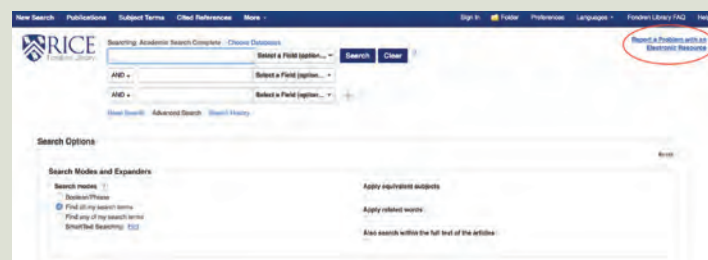 New Search Publications Subject Terms Cited References More Sign In Folder Preferences Languages Fondren Library FAQ Help
RICE
Fondren Library
Searching: Academic Search Complete Choose Databases
Select a Field (option... Search Clear ?
AND Select a Field (option...
AND Select a Field (option... +
Basic Search Advanced Search Search History
Report a Problem with an
Electronic Resource
Search Options
Reset
Search Modes and Expanders
Search modes ?
Boolean/Phrase
Find all my search terms
Find any of my search terms
SmartText Searching Hint
Apply equivalent subjects
Apply related words
Also search within the full text of the articles